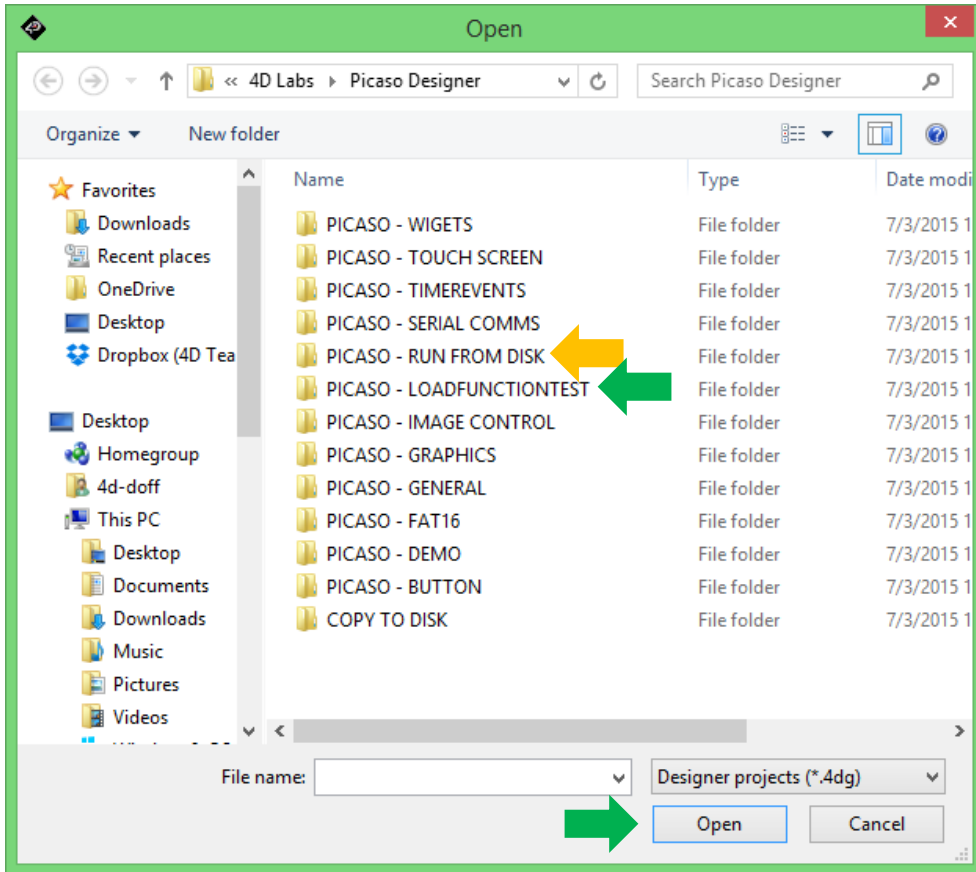 Open
« 4D Labs Picaso Designer
Search Picaso Designer
Organize
New folder
Name Type Date modi
Favorites
Downloads
Recent places
OneDrive
Desktop
Dropbox (4D Tea
Desktop
Homegroup
4d-doff
This PC
Desktop
Documents
Downloads
Music
Pictures
Videos
PICASO - WIGETS File folder 7/3/2015 1
PICASO - TOUCH SCREEN File folder 7/3/2015 1
PICASO - TIMEREVENTS File folder 7/3/2015 1
PICASO - SERIAL COMMS File folder 7/3/2015 1
PICASO - RUN FROM DISK File folder 7/3/2015 1
PICASO - LOADFUNCTIONTEST File folder 7/3/2015 1
PICASO - IMAGE CONTROL File folder 7/3/2015 1
PICASO - GRAPHICS File folder 7/3/2015 1
PICASO - GENERAL File folder 7/3/2015 1
PICASO - FAT16 File folder 7/3/2015 1
PICASO - DEMO File folder 7/3/2015 1
PICASO - BUTTON File folder 7/3/2015 1
COPY TO DISK File folder 7/3/2015 1
File name:
Designer projects (*.4dg)
Open
Cancel